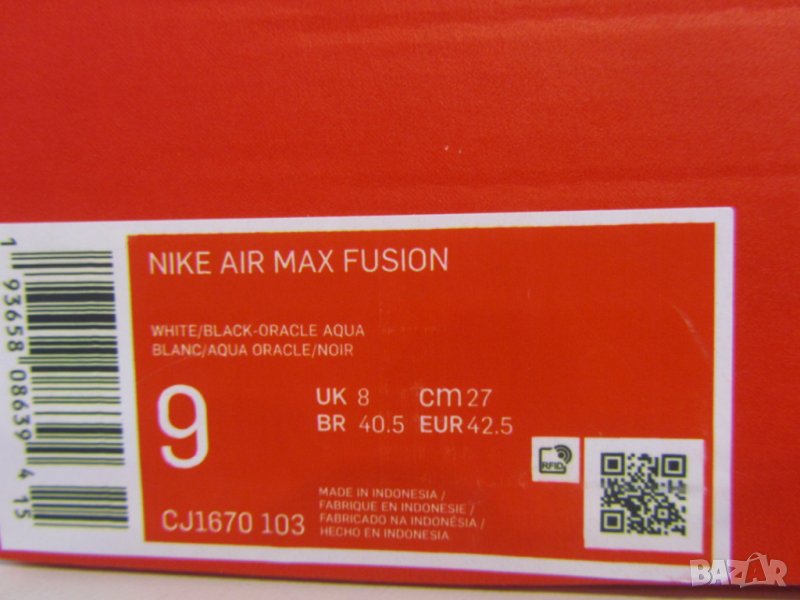 NIKE AIR MAX FUSION
WHITE/BLACK-ORACLE AQUA
BLANC/AQUA ORACLE/NOIR
9
UK 8 cm 27
BR 40.5 EUR 42.5
RFID
CJ1670 103
MADE IN INDONESIA/
FABRIQUE EN INDONESIE/
FABRICADO NA INDONÉSIA/
HECHO EN INDONESIA.
1 93658 08639 4 15
BAZAR